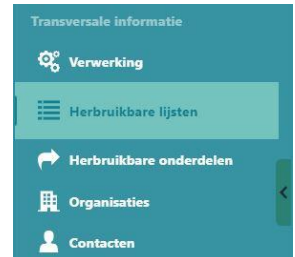 Transversale informatie
Verwerking
Herbruikbare lijsten
Herbruikbare onderdelen
Organisaties
Contacten